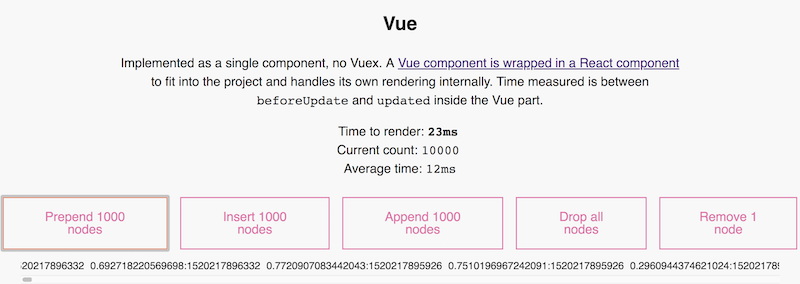 Vue
Implemented as a single component, no Vuex. A Vue component is wrapped in a React component
to fit into the project and handles its own rendering internally. Time measured is between
beforeUpdate and updated inside the Vue part.
Time to render: 23ms
Current count: 10000
Average time: 12ms
Prepend 1000
nodes
Insert 1000
nodes
Append 1000
nodes
Drop all
nodes
Remove 1
node
20217896332 0.692718220569698:1520217896332 0.7720907083442043:1520217895926 0.7510196967242091:1520217895926 0.2960944374621024:1520217895